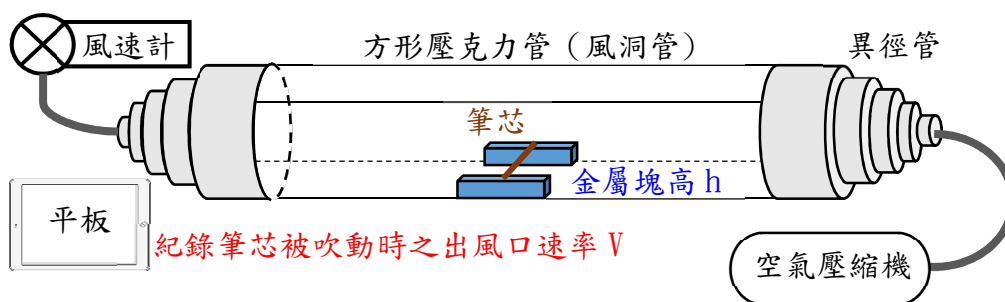 風速計
方形壓克力管（風洞管）
異徑管
筆芯
金屬塊高 h
平板
紀錄筆芯被吹動時之出風口速率 V
空氣壓縮機